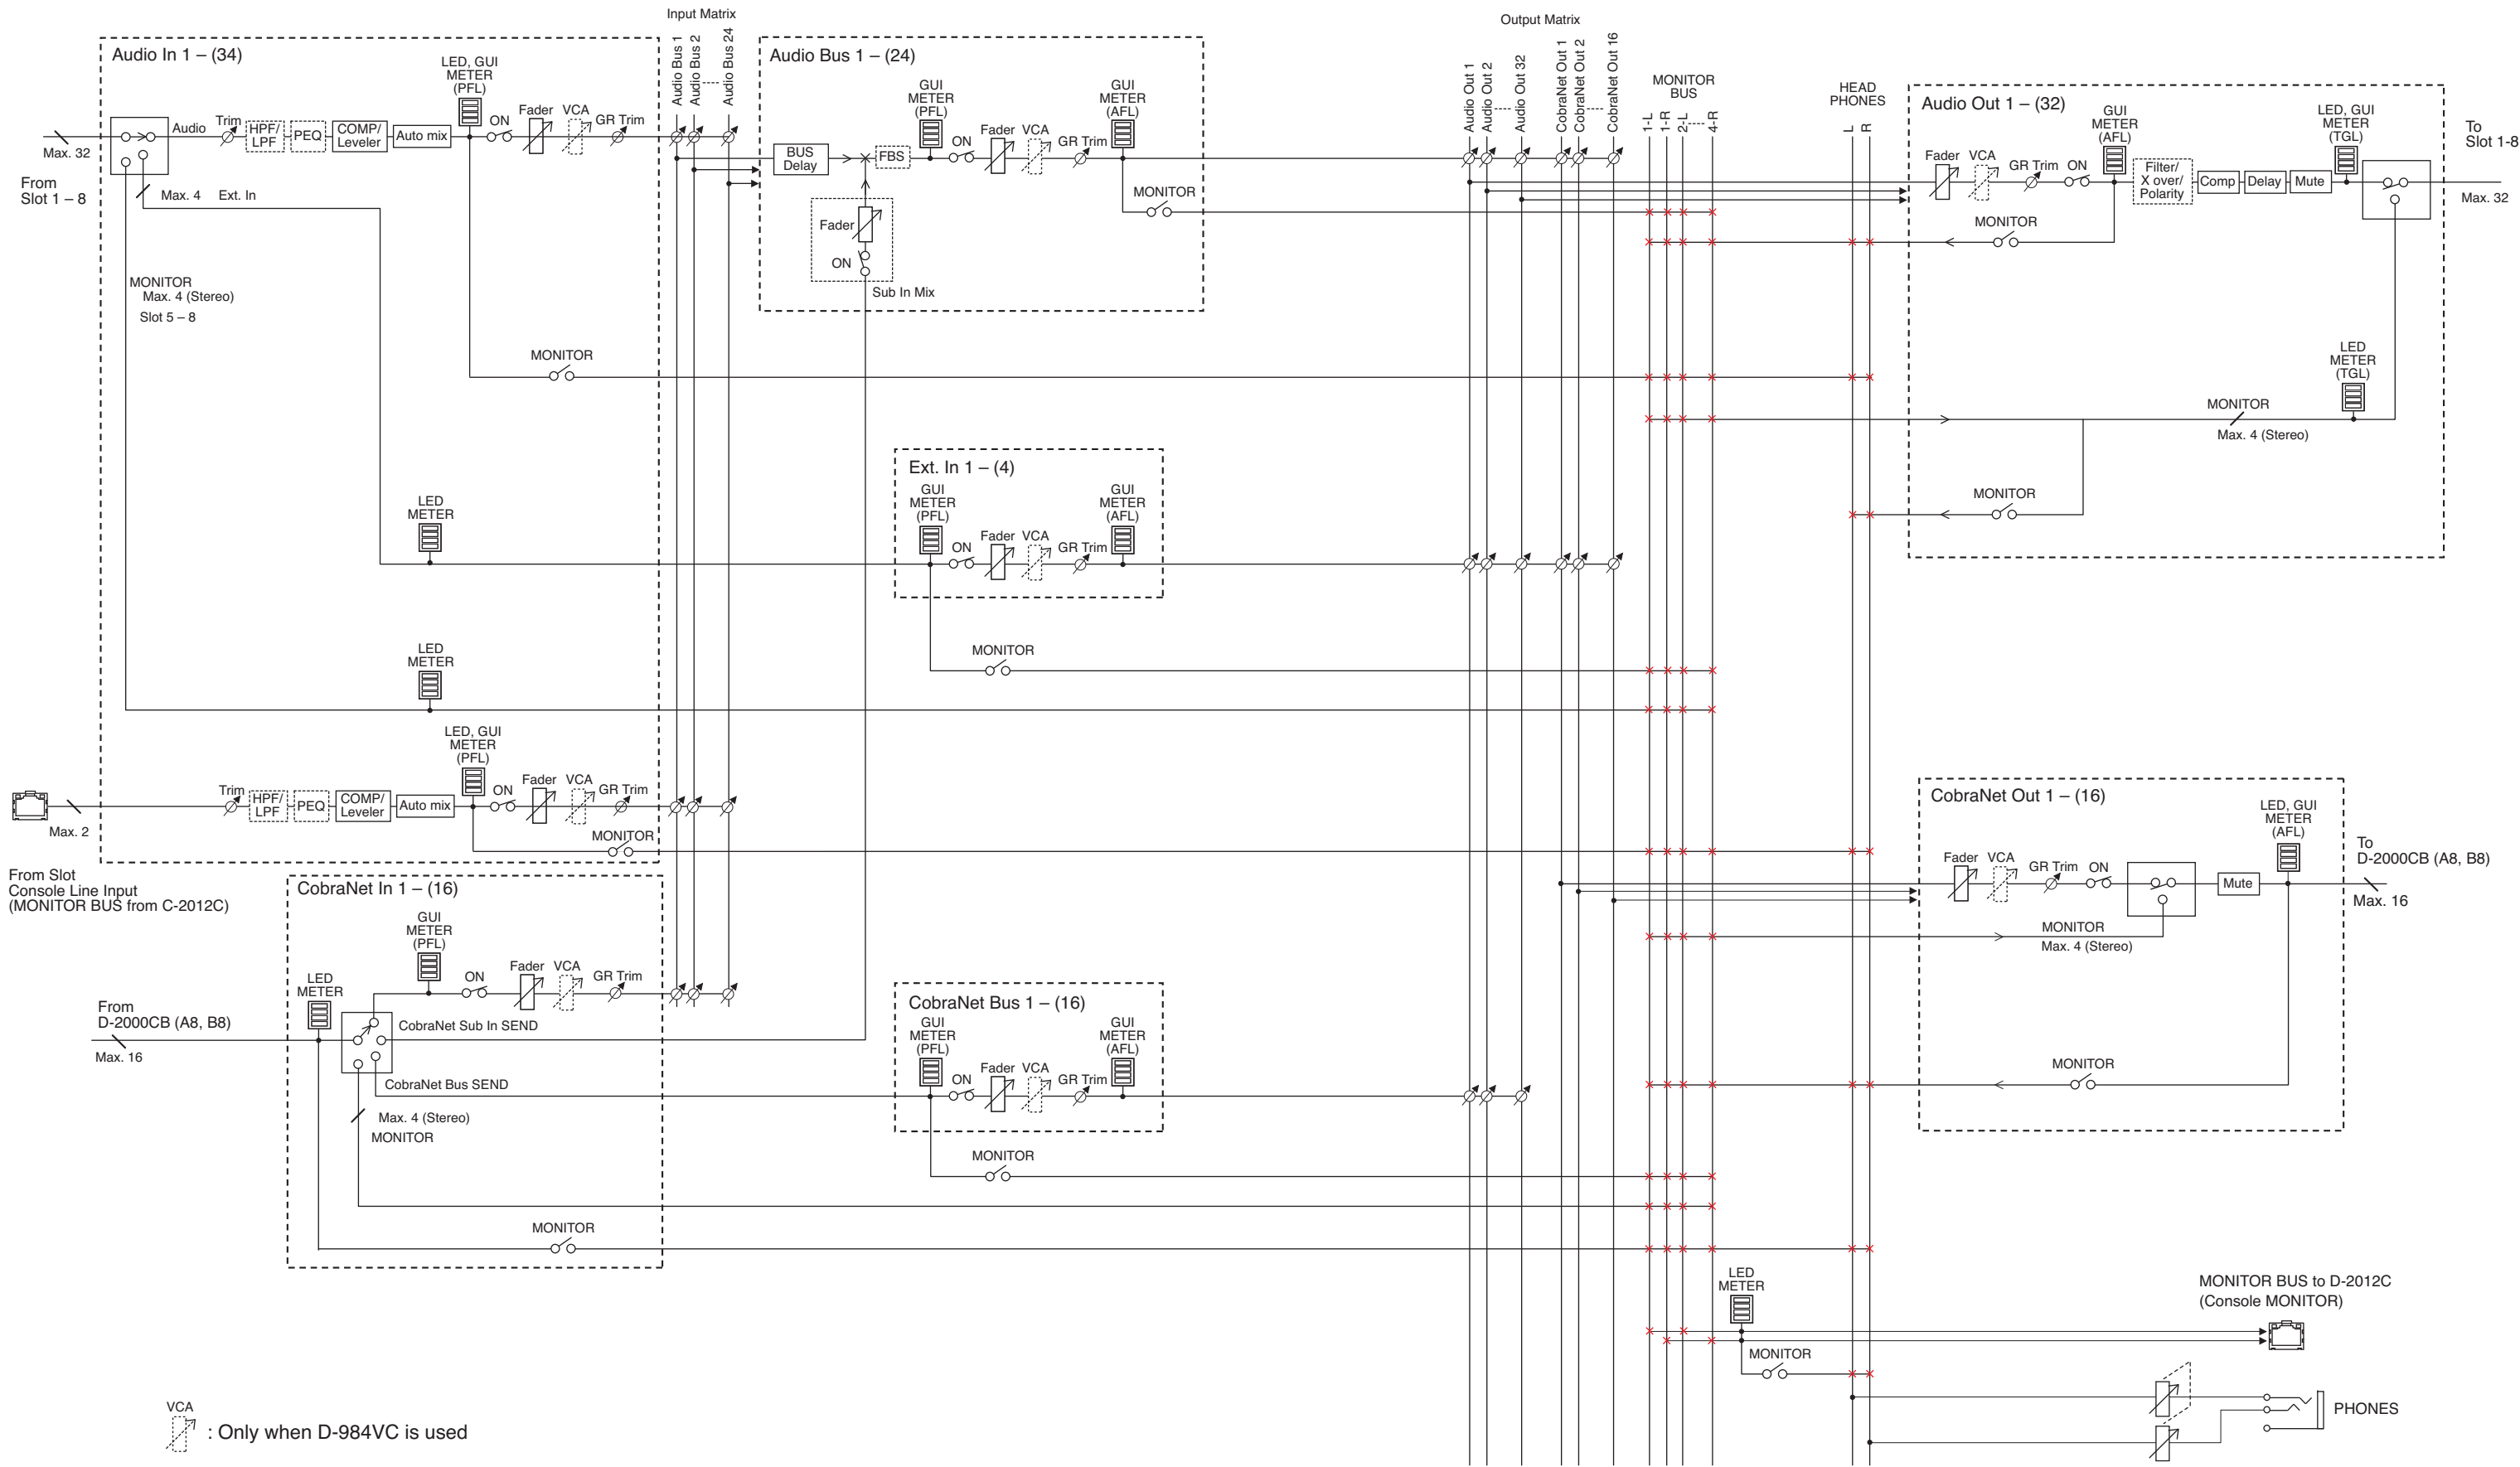 Input Matrix
Audio Bus 1
Audio Bus 2
Audio Bus 24
Output Matrix
Audio Out 1
Audio Out 2
Audio Out 32
CobraNet Out 1
CobraNet Out 2
CobraNet Out 16
MONITOR
BUS
1-L
1-R
2-L
4-R
HEAD
PHONES
L
R
Audio In 1 – (34)
LED, GUI
METER
(PFL)
Max. 32
From
Slot 1 – 8
Audio
Trim
HPF/
LPF
PEQ
COMP/
Leveler
Auto mix
ON
Fader
VCA
GR Trim
Max. 4
Ext. In
MONITOR
Max. 4 (Stereo)
Slot 5 – 8
MONITOR
LED
METER
LED
METER
LED, GUI
METER
(PFL)
Max. 2
From Slot
Console Line Input
(MONITOR BUS from C-2012C)
Trim
HPF/
LPF
PEQ
COMP/
Leveler
Auto mix
ON
Fader
VCA
GR Trim
MONITOR
Audio Bus 1 – (24)
BUS
Delay
FBS
GUI
METER
(PFL)
ON
Fader
VCA
GR Trim
GUI
METER
(AFL)
MONITOR
Fader
ON
Sub In Mix
Ext. In 1 – (4)
GUI
METER
(PFL)
ON
Fader
VCA
GR Trim
GUI
METER
(AFL)
MONITOR
Audio Out 1 – (32)
Fader
VCA
GR Trim
ON
GUI
METER
(AFL)
Filter/
X over/
Polarity
Comp
Delay
Mute
LED, GUI
METER
(TGL)
To
Slot 1-8
Max. 32
MONITOR
LED
METER
(TGL)
MONITOR
Max. 4 (Stereo)
MONITOR
CobraNet In 1 – (16)
GUI
METER
(PFL)
LED
METER
From
D-2000CB (A8, B8)
Max. 16
ON
Fader
VCA
GR Trim
CobraNet Sub In SEND
CobraNet Bus SEND
Max. 4 (Stereo)
MONITOR
MONITOR
CobraNet Bus 1 – (16)
GUI
METER
(PFL)
ON
Fader
VCA
GR Trim
GUI
METER
(AFL)
MONITOR
CobraNet Out 1 – (16)
Fader
VCA
GR Trim
ON
Mute
LED, GUI
METER
(AFL)
To
D-2000CB (A8, B8)
Max. 16
MONITOR
Max. 4 (Stereo)
MONITOR
LED
METER
MONITOR
MONITOR BUS to D-2012C
(Console MONITOR)
PHONES
VCA
: Only when D-984VC is used